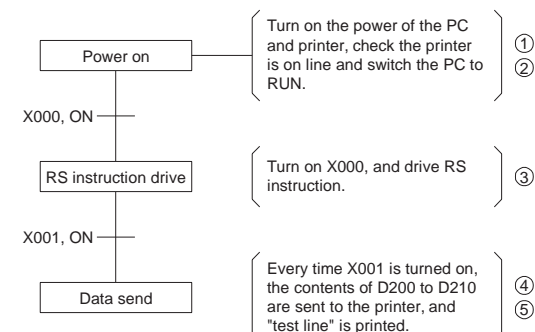 Power on
Turn on the power of the PC
and printer, check the printer
is on line and switch the PC to
RUN.
①
②
X000, ON
RS instruction drive
Turn on X000, and drive RS
instruction.
③
X001, ON
Data send
Every time X001 is turned on,
the contents of D200 to D210
are sent to the printer, and
"test line" is printed.
④
⑤